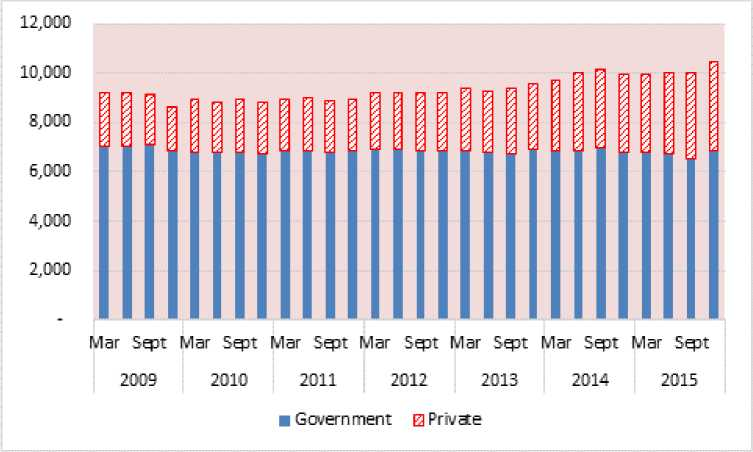 12,000
10,000
8,000
6,000
4,000
2,000
-
Mar Sept Mar Sept Mar Sept Mar Sept Mar Sept Mar Sept Mar Sept
2009 2010 2011 2012 2013 2014 2015
Government Private